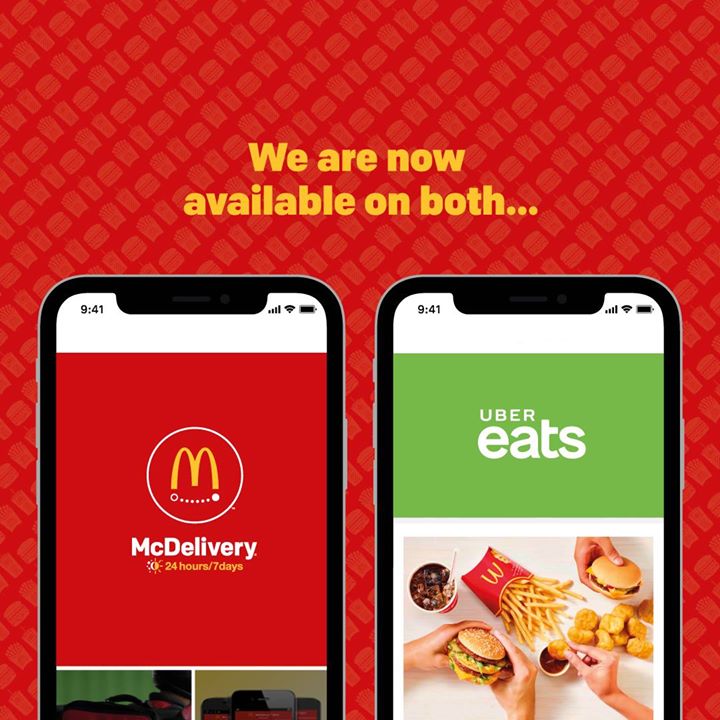 We are now
available on both...
9:41
9:41
UBER
eats
McDelivery
24 hours/7days